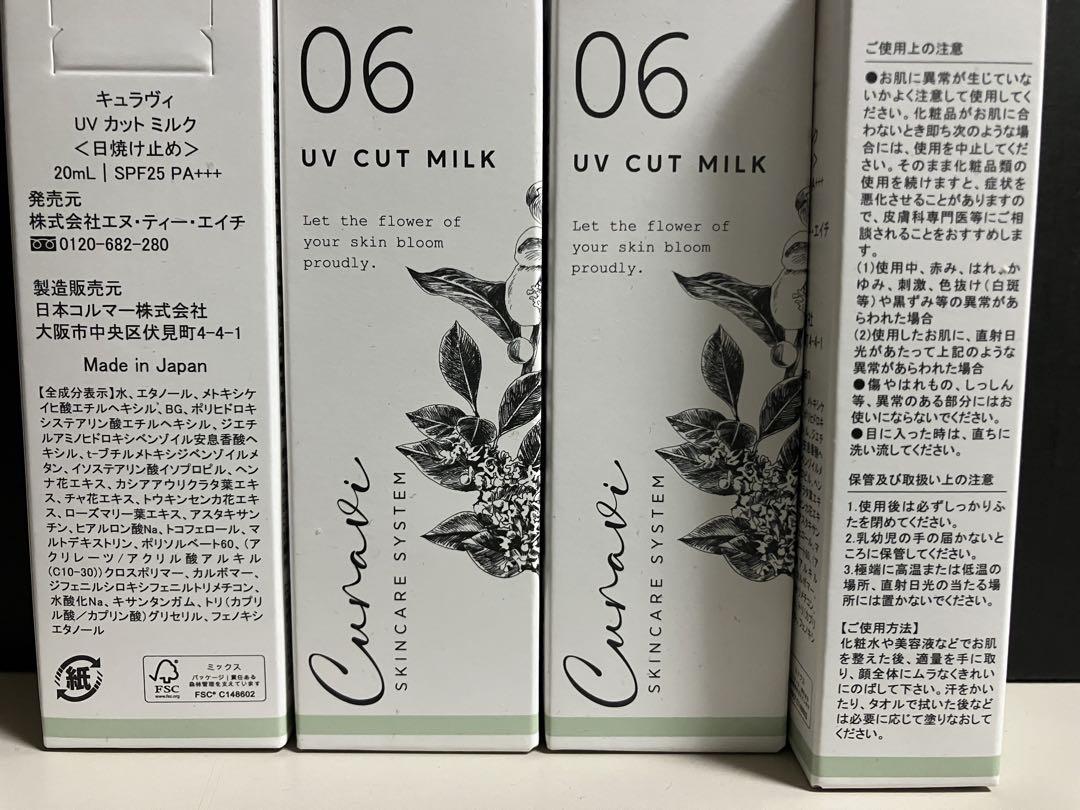 キュラヴィ
UV カット ミルク
＜日焼け止め＞
20mL | SPF25 PA+++
発売元
株式会社エヌ・ティー・エイチ
0120-682-280
製造販売元
日本コルマー株式会社
大阪市中央区伏見町4-4-1
Made in Japan
【全成分表示】水、エタノール、メトキシケ
イヒ酸エチルヘキシル、BG、ポリヒドロキ
システアリン酸エチルヘキシル、ジエチ
ルアミノヒドロキシベンゾイル安息香酸ヘ
キシル、t-ブチルメトキシジベンゾイルメ
タン、イソステアリン酸イソプロピル、ヘン
ナ花エキス、カシアアウリクラタ葉エキ
ス、チャ花エキス、トウキンセンカ花エキ
ス、ローズマリー葉エキス、アスタキサン
チン、ヒアルロン酸Na、トコフェロール、マ
ルトデキストリン、ポリソルベート60、(ア
クリレーツ/アクリル酸アルキル
(C10-30))クロスポリマー、カルボマー、
ジフェニルシロキシフェニルトリメチコン、
水酸化Na、キサンタンガム、トリ(カプリ
ル酸/カプリン酸)グリセリル、フェノキシ
エタノール
紙
FSC
www.fsc.org
ミックス
パッケージ|責任ある
森林管理を支えています
FSC® C148602
06
UV CUT MILK
Let the flower of
your skin bloom
proudly.
Curavi
SKINCARE SYSTEM
06
UV CUT MILK
Let the flower of
your skin bloom
proudly.
Curavi
SKINCARE SYSTEM
ご使用上の注意
●お肌に異常が生じていな
いかよく注意して使用してく
ださい。化粧品がお肌に合
わないとき即ち次のような場
合には、使用を中止してくだ
さい。そのまま化粧品類の
使用を続けますと、症状を
悪化させることがありますの
で、皮膚科専門医等にご相
談されることをおすすめしま
す。
(1)使用中、赤み、はれ、か
ゆみ、刺激、色抜け(白斑
等)や黒ずみ等の異常があ
らわれた場合
(2)使用したお肌に、直射日
光があたって上記のような
異常があらわれた場合
●傷やはれもの、しっしん
等、異常のある部分にはお
使いにならないでください。
●目に入った時は、直ちに
洗い流してください。
保管及び取扱い上の注意
1.使用後は必ずしっかりふ
たを閉めてください。
2.乳幼児の手の届かないと
ころに保管してください。
3.極端に高温または低温の
場所、直射日光の当たる場
所には置かないでください。
【ご使用方法】
化粧水や美容液などでお肌
を整えた後、適量を手に取
り、顔全体にムラなくきれい
にのばして下さい。汗をかい
たり、タオルで拭いた後など
は必要に応じて塗りなおして
ください。